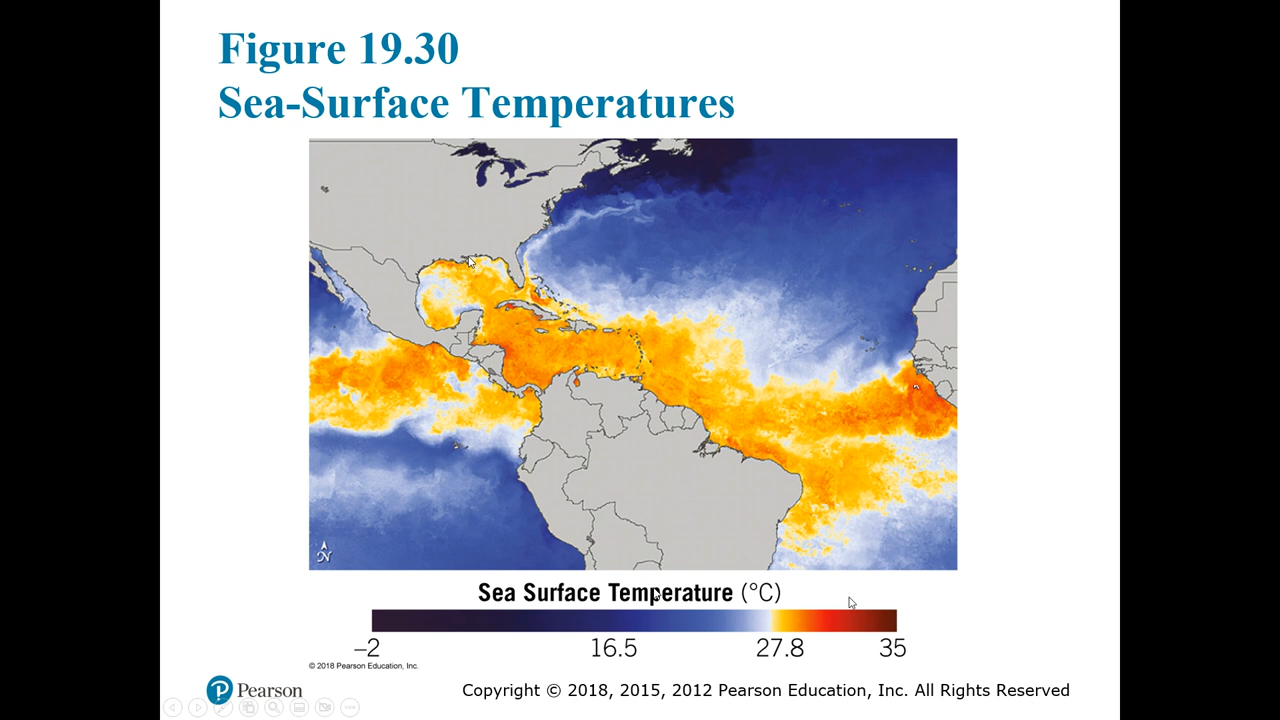 Figure 19.30
Sea-Surface Temperatures
N
Sea Surface Temperature (°C)
–2 16.5 27.8 35
© 2018 Pearson Education, Inc.
Pearson
Copyright © 2018, 2015, 2012 Pearson Education, Inc. All Rights Reserved